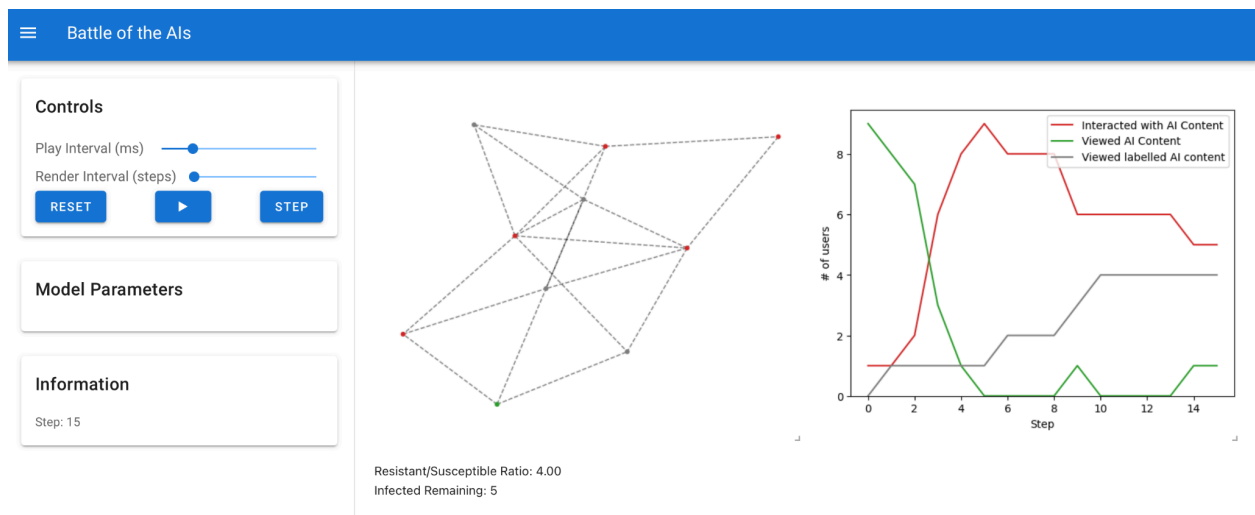 Battle of the AIs
Controls
Play Interval (ms)
Render Interval (steps)
RESET
STEP
Model Parameters
Information
Step: 15
Interacted with AI Content
Viewed AI Content
Viewed labelled AI content
# of users
8
6
4
2
0
0 2 4 6 8 10 12 14
Step
Resistant/Susceptible Ratio: 4.00
Infected Remaining: 5